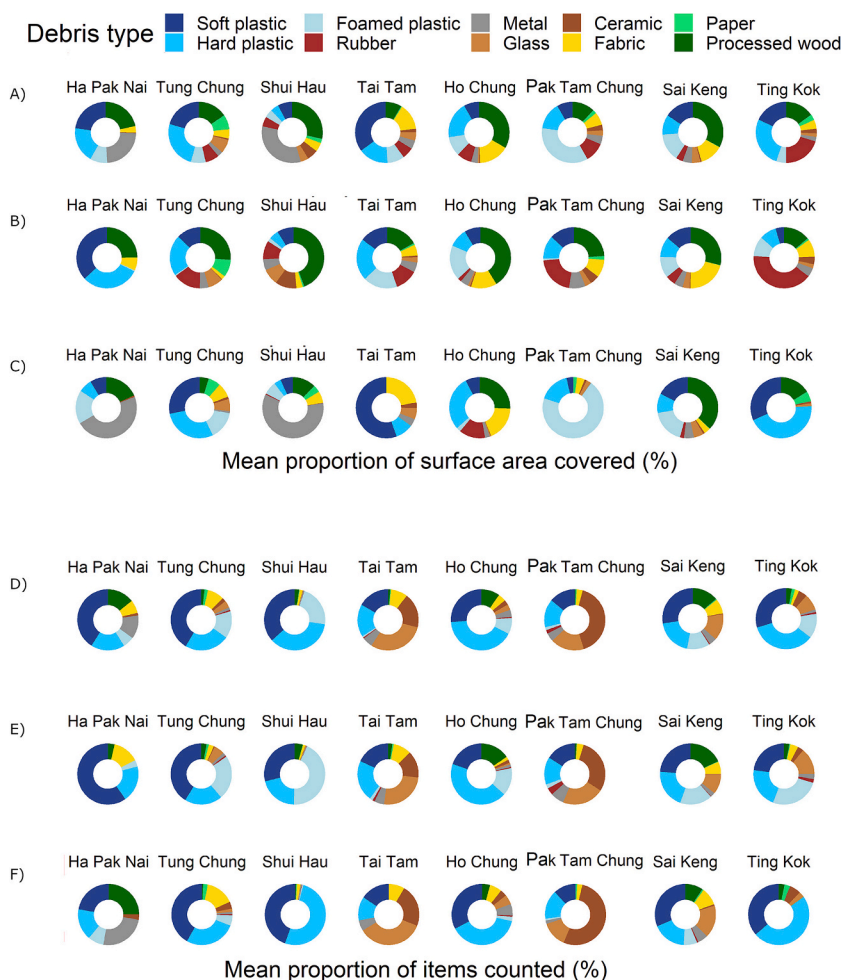 Debris type Soft plastic Foamed plastic Metal Ceramic Paper
Hard plastic Rubber Glass Fabric Processed wood
A) Ha Pak Nai Tung Chung Shui Hau Tai Tam Ho Chung Pak Tam Chung Sai Keng Ting Kok
B) Ha Pak Nai Tung Chung Shui Hau Tai Tam Ho Chung Pak Tam Chung Sai Keng Ting Kok
C) Ha Pak Nai Tung Chung Shui Hau Tai Tam Ho Chung Pak Tam Chung Sai Keng Ting Kok
Mean proportion of surface area covered (%)
D) Ha Pak Nai Tung Chung Shui Hau Tai Tam Ho Chung Pak Tam Chung Sai Keng Ting Kok
E) Ha Pak Nai Tung Chung Shui Hau Tai Tam Ho Chung Pak Tam Chung Sai Keng Ting Kok
F) Ha Pak Nai Tung Chung Shui Hau Tai Tam Ho Chung Pak Tam Chung Sai Keng Ting Kok
Mean proportion of items counted (%)